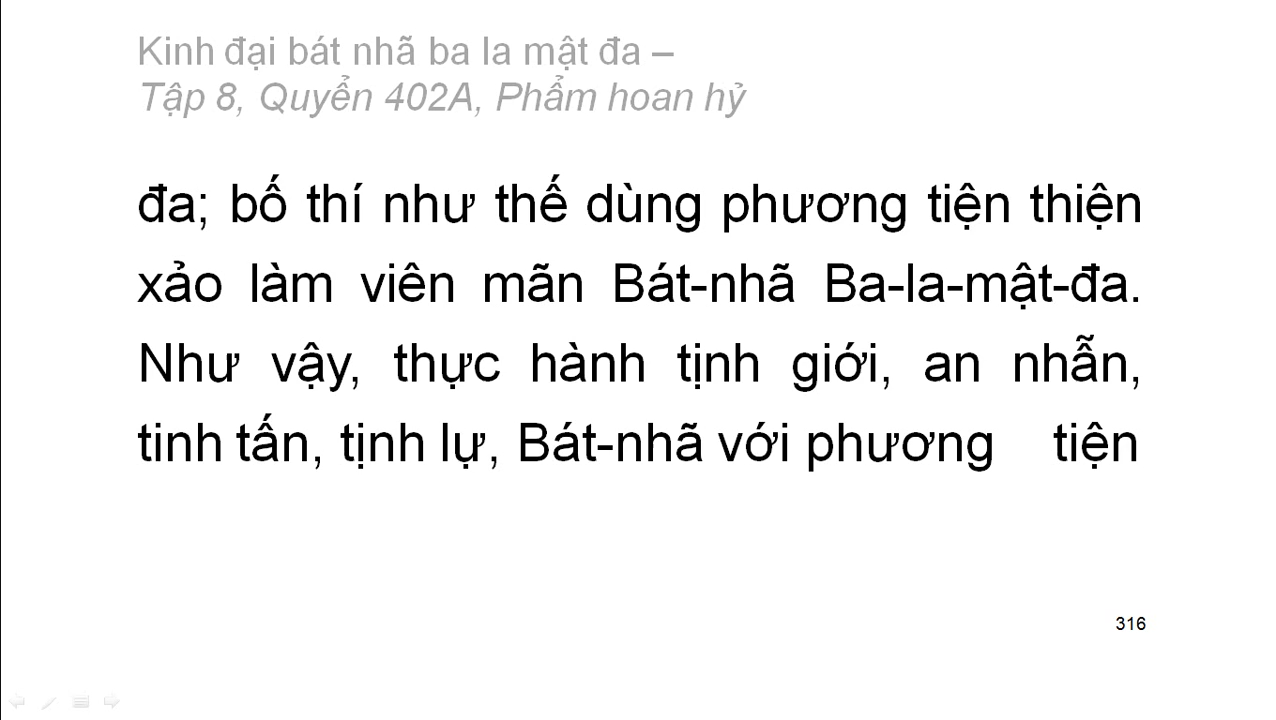 Kinh đại bát nhã ba la mật đa –
Tập 8, Quyển 402A, Phẩm hoan hỷ
đa; bố thí như thế dùng phương tiện thiện
xảo làm viên mãn Bát-nhã Ba-la-mật-đa.
Như vậy, thực hành tịnh giới, an nhẫn,
tinh tấn, tịnh lự, Bát-nhã với phương tiện
316